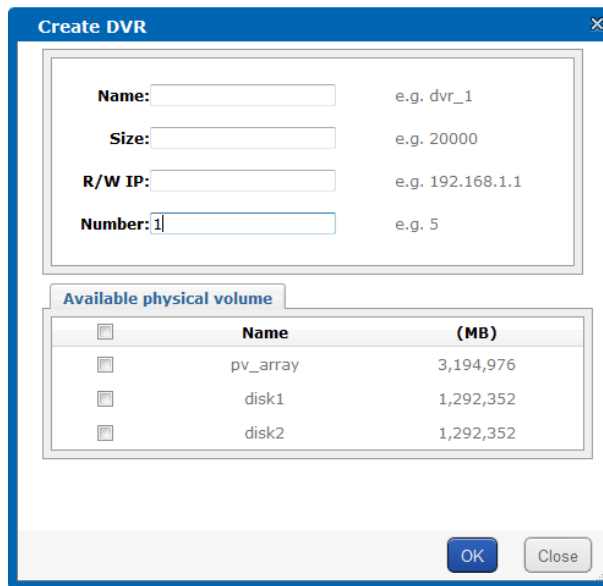 Create DVR
Name: e.g. dvr_1
Size: e.g. 20000
R/W IP: e.g. 192.168.1.1
Number: 1 e.g. 5
Available physical volume
Name (MB)
pv_array 3,194,976
disk1 1,292,352
disk2 1,292,352
OK Close